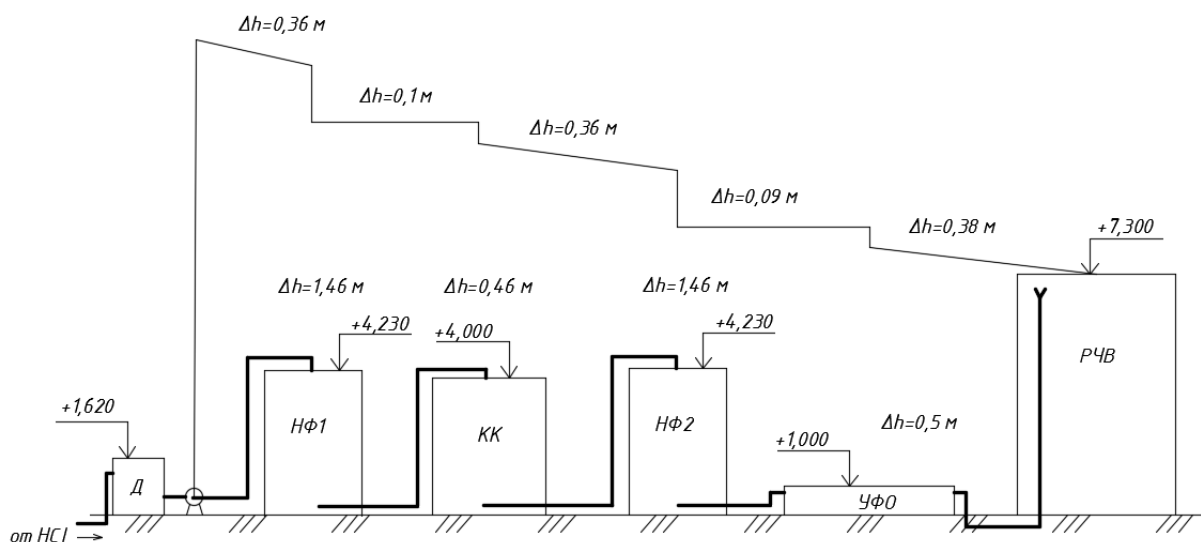 Δh=0,36 м
Δh=0,1 м
Δh=0,36 м
Δh=0,09 м
Δh=0,38 м
+7,300
Δh=1,46 м
Δh=0,46 м
Δh=1,46 м
+4,230
+4,000
+4,230
РЧВ
+1,620
НФ1
КК
НФ2
Δh=0,5 м
+1,000
Д
УФО
от НСI →